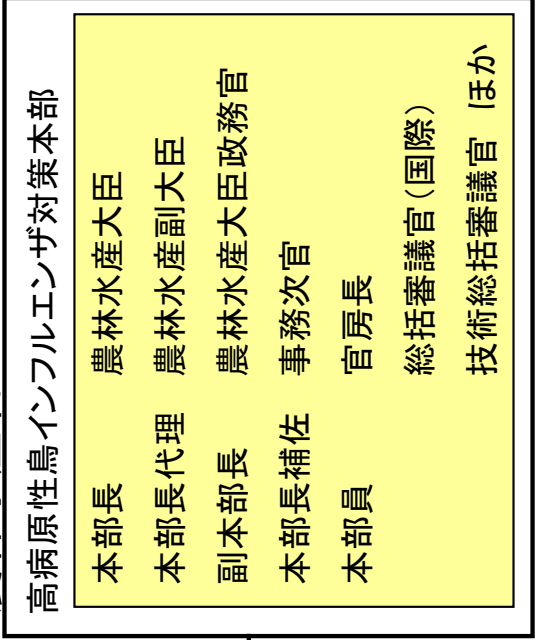 高病原性鳥インフルエンザ対策本部
本部長 農林水産大臣
本部長代理 農林水産副大臣
副本部長 農林水産大臣政務官
本部長補佐 事務次官
本部員 官房長
総括審議官(国際)
技術総括審議官 ほか